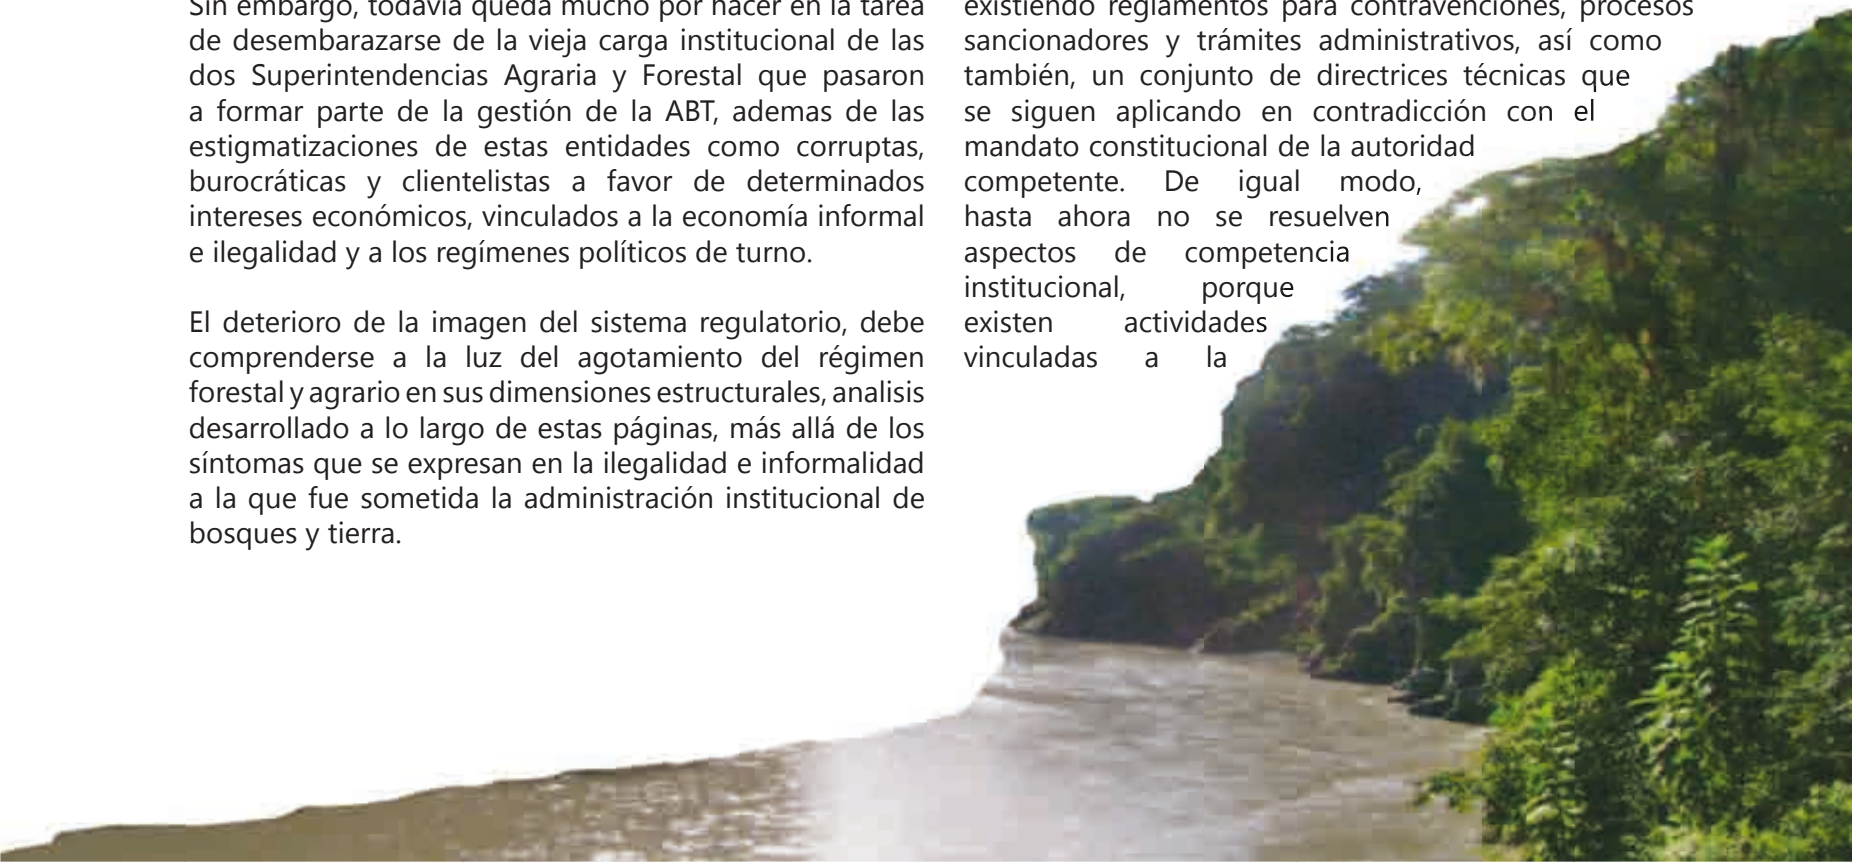 Sin embargo, todavía queda mucho por hacer en la tarea
de desembarazarse de la vieja carga institucional de las
dos Superintendencias Agraria y Forestal que pasaron
a formar parte de la gestión de la ABT, ademas de las
estigmatizaciones de estas entidades como corruptas,
burocráticas y clientelistas a favor de determinados
intereses económicos, vinculados a la economía informal
e ilegalidad y a los regímenes políticos de turno.
El deterioro de la imagen del sistema regulatorio, debe
comprenderse a la luz del agotamiento del régimen
forestal y agrario en sus dimensiones estructurales, analisis
desarrollado a lo largo de estas páginas, más allá de los
síntomas que se expresan en la ilegalidad e informalidad
a la que fue sometida la administración institucional de
bosques y tierra.
existiendo reglamentos para contravenciones, procesos
sancionadores y trámites administrativos, así como
también, un conjunto de directrices técnicas que
se siguen aplicando en contradicción con el
mandato constitucional de la autoridad
competente. De igual modo,
hasta ahora no se resuelven
aspectos de competencia
institucional, porque
existen actividades
vinculadas a la